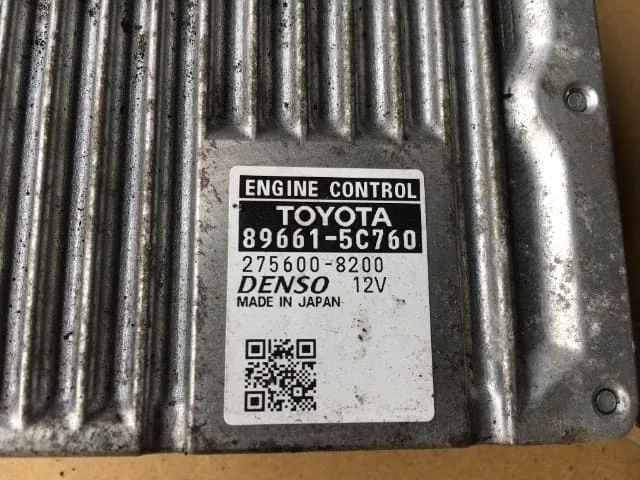 ENGINE CONTROL
TOYOTA
89661-5C760
275600-8200
DENSO 12V
MADE IN JAPAN